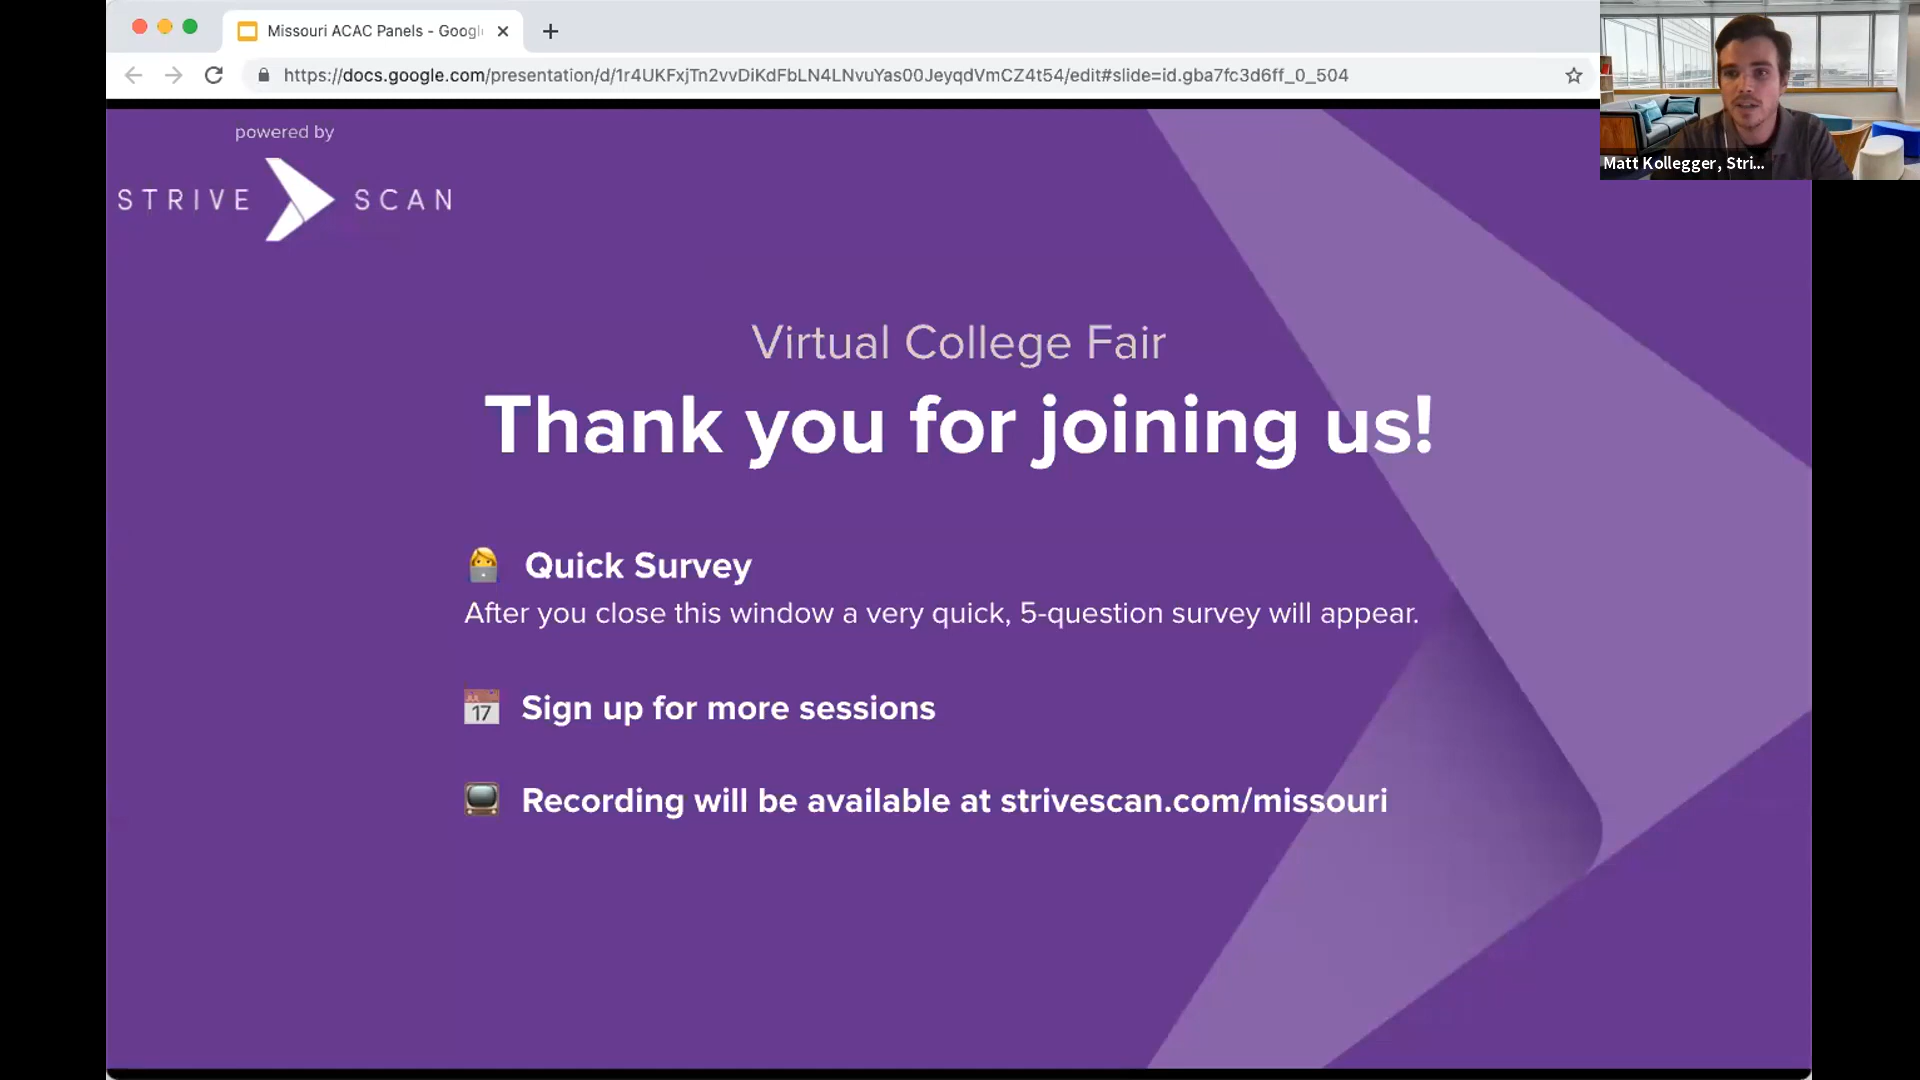 Missouri ACAC Panels - Googl
https://docs.google.com/presentation/d/1r4UKFxjTn2vvDiKdFbLN4LNvuYas00JeyqdVmCZ4t54/edit#slide=id.gba7fc3d6ff_0_504
Matt Kollegger, Stri...
powered by
STRIVE SCAN
Virtual College Fair
Thank you for joining us!
Quick Survey
After you close this window a very quick, 5-question survey will appear.
17 Sign up for more sessions
Recording will be available at strivescan.com/missouri